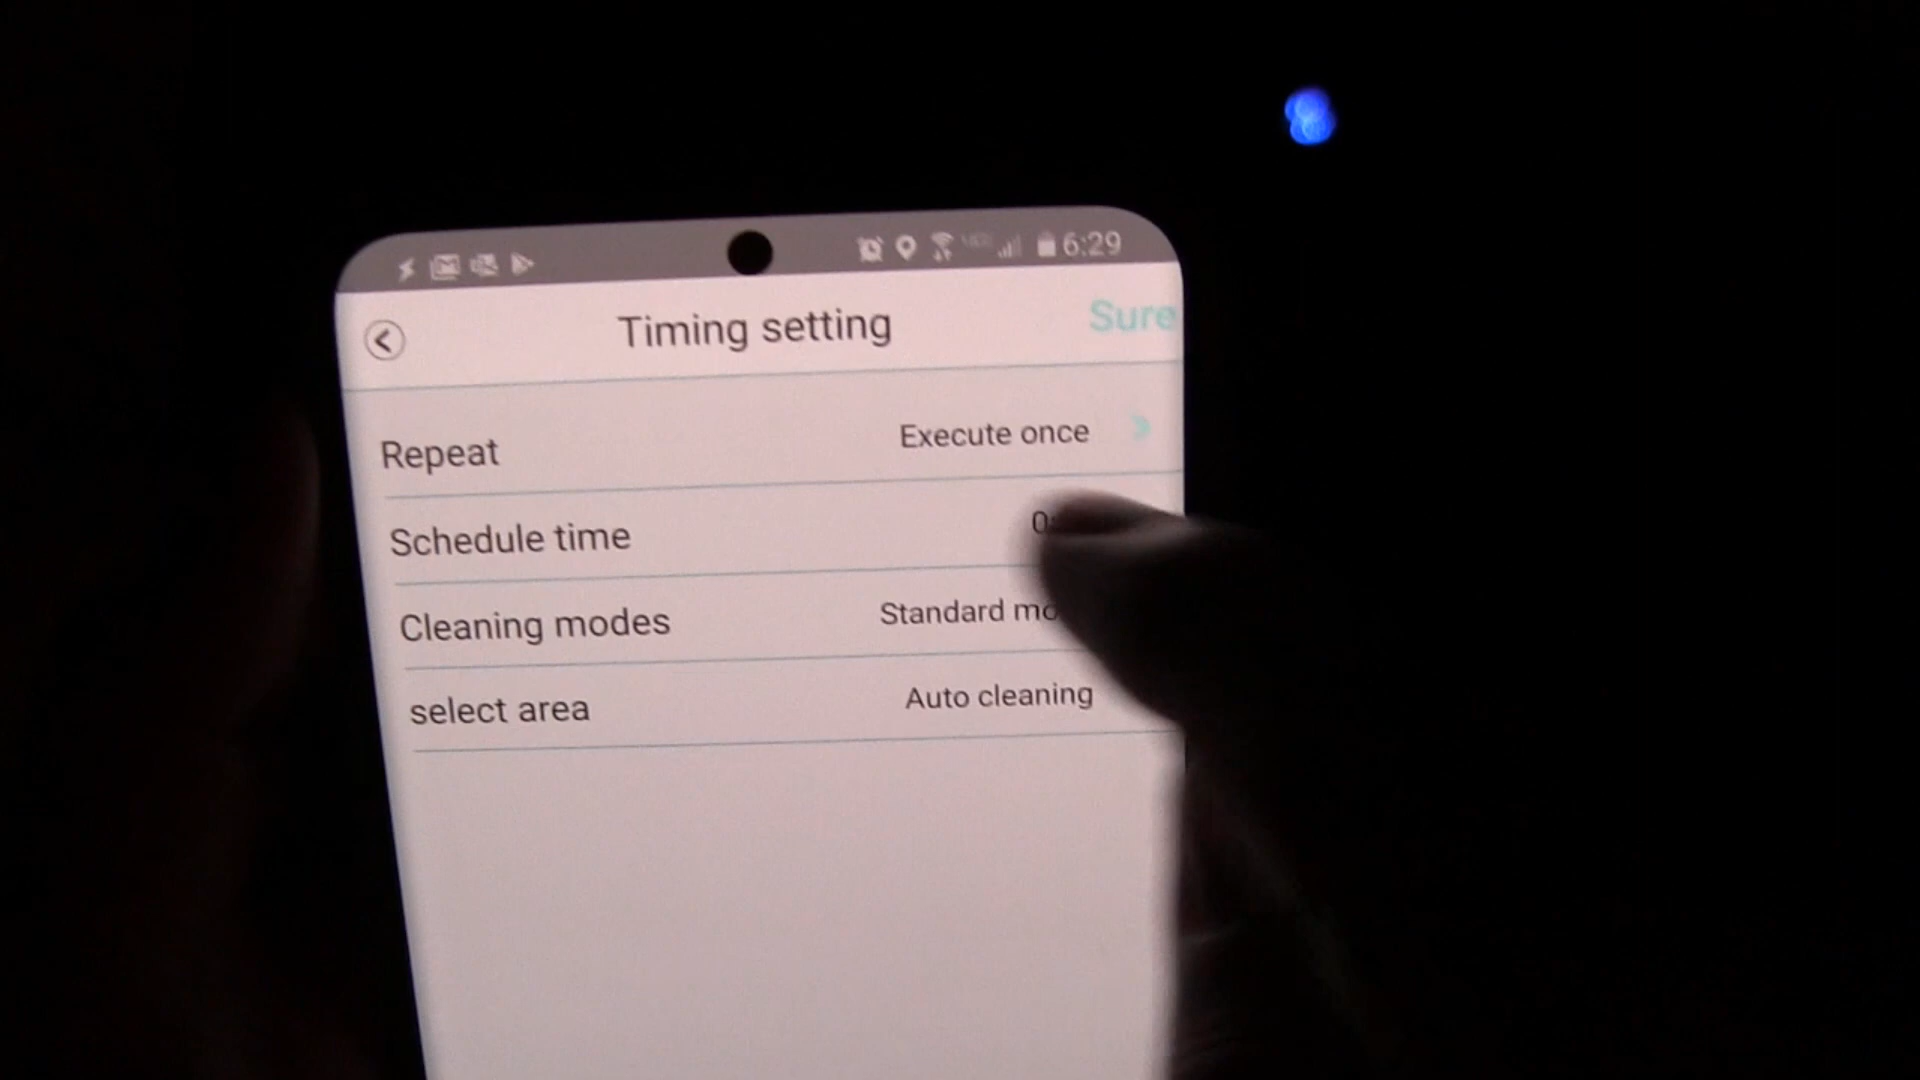 6:29
Timing setting
Sure
Repeat
Execute once
Schedule time
Cleaning modes
Standard
select area
Auto cleaning